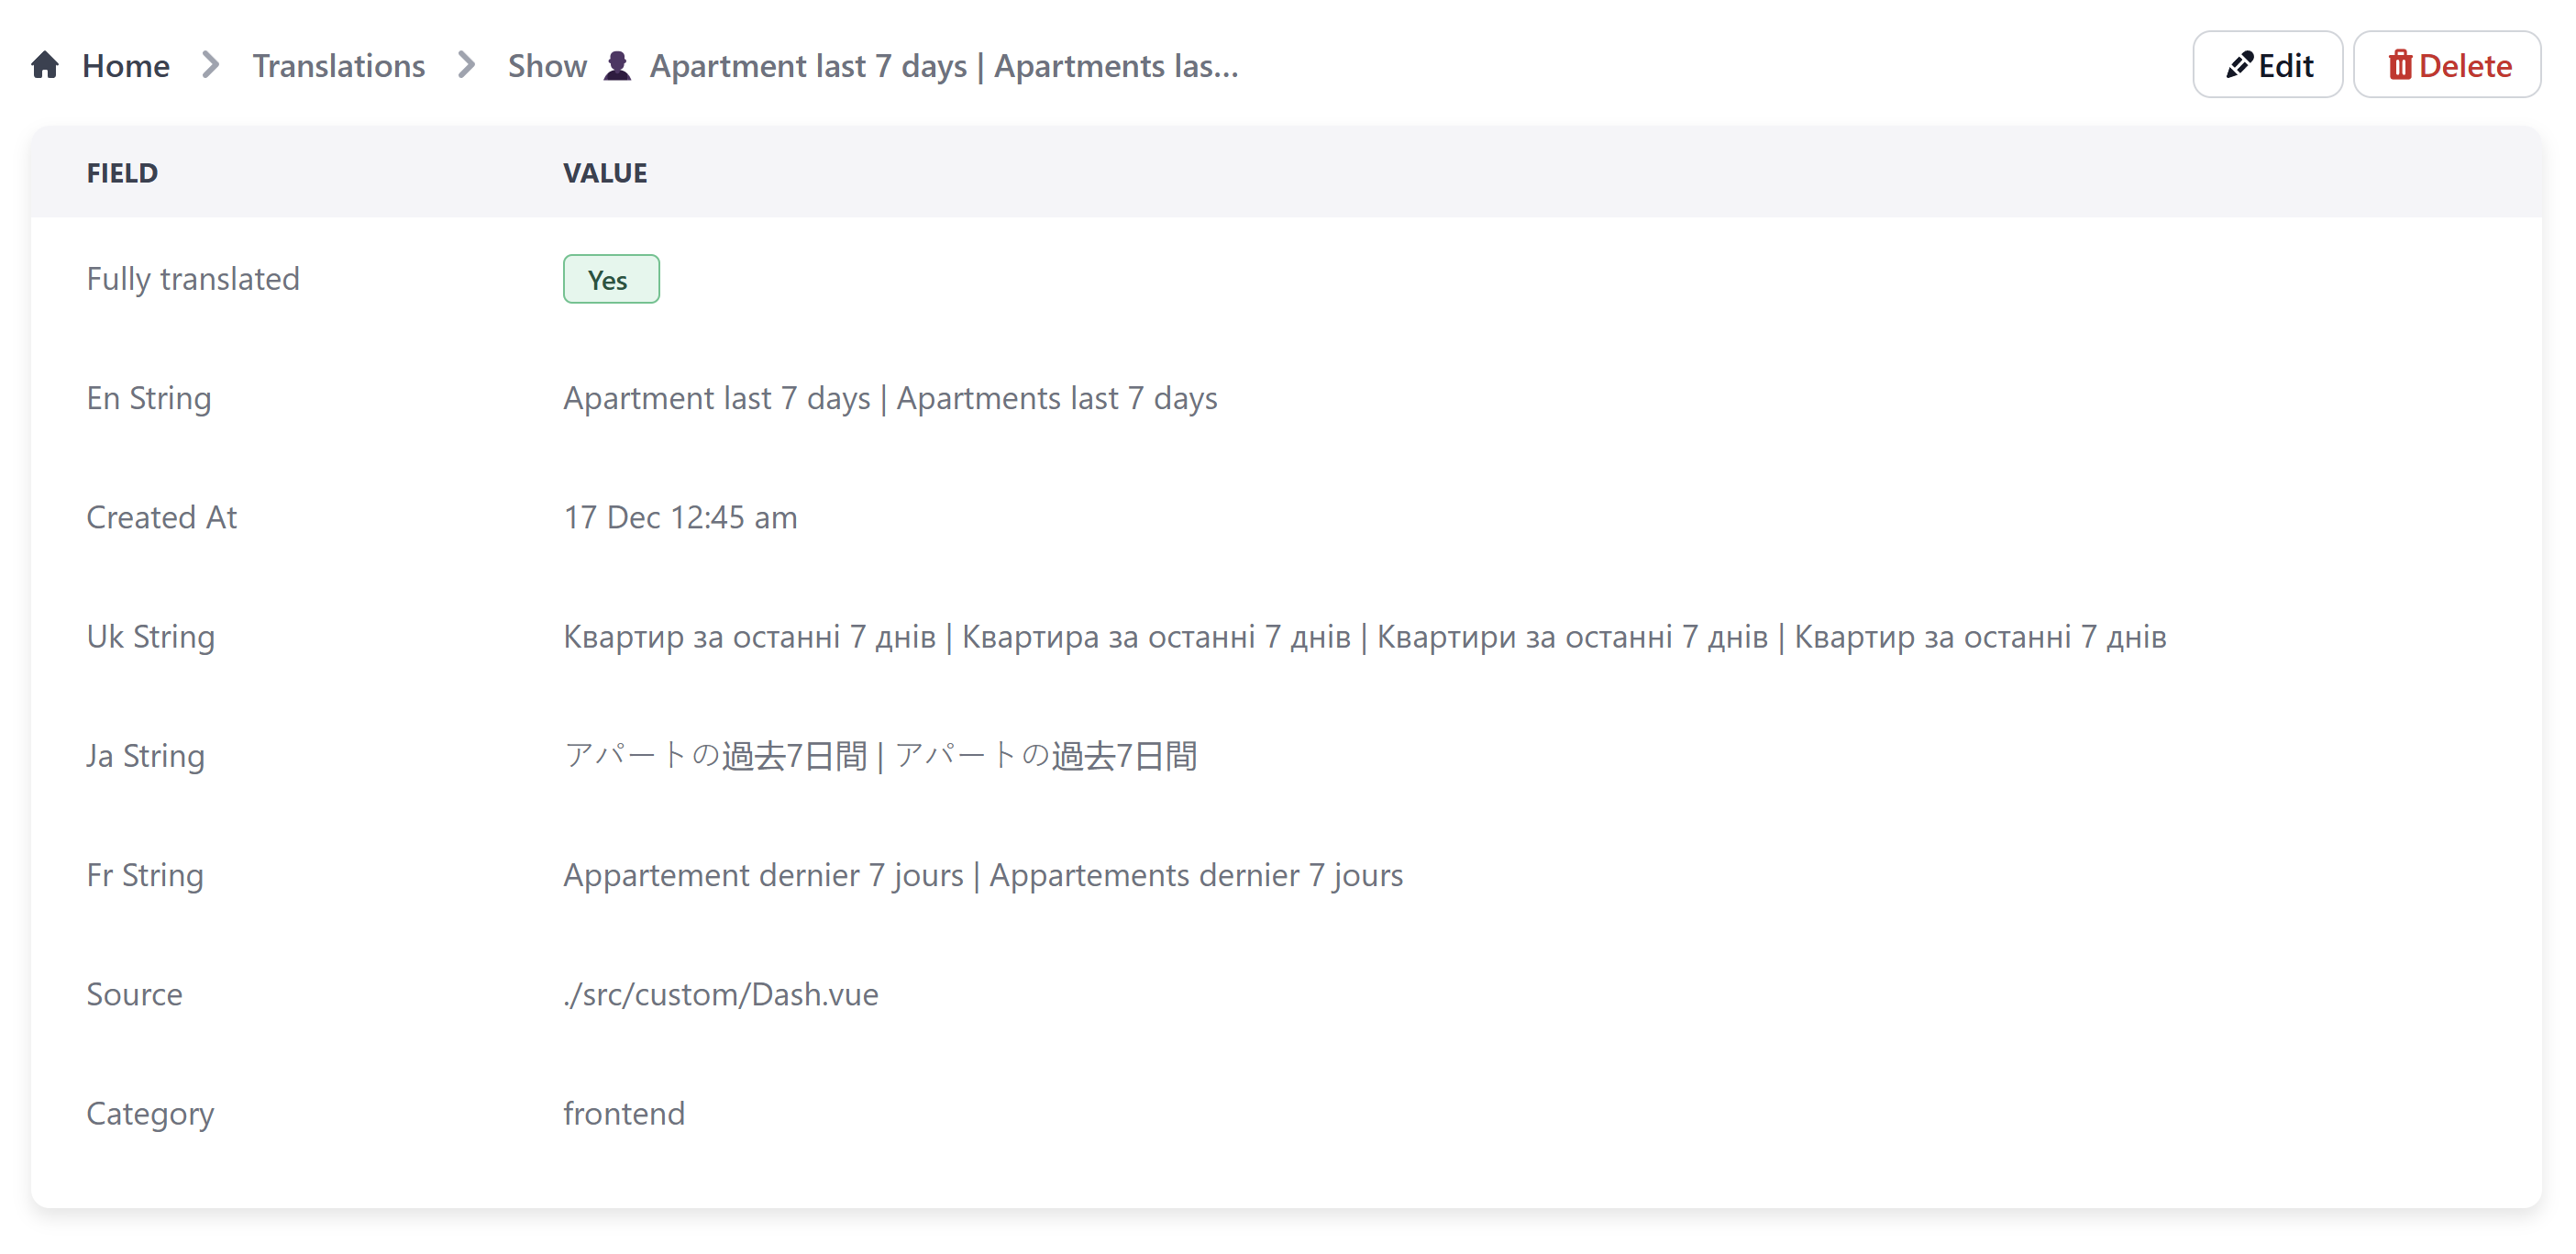 Home Translations Show Apartment last 7 days | Apartments las... Edit Delete
FIELD VALUE
Fully translated Yes
En String Apartment last 7 days | Apartments last 7 days
Created At 17 Dec 12:45 am
Uk String Квартир за останні 7 днів | Квартира за останні 7 днів | Квартири за останні 7 днів | Квартир за останні 7 днів
Ja String アパートの過去7日間 | アパートの過去7日間
Fr String Appartement dernier 7 jours | Appartements dernier 7 jours
Source ./src/custom/Dash.vue
Category frontend